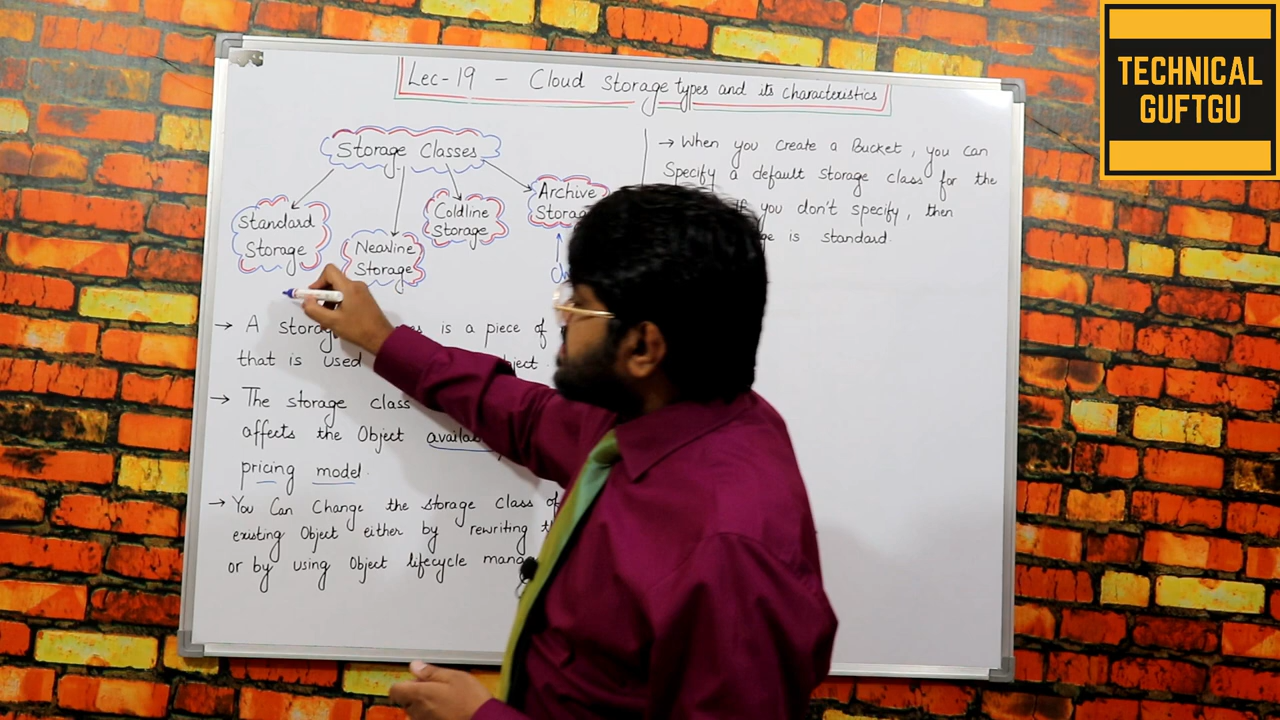 TECHNICAL
GUFTGU
Lec-19 - Cloud Storage types and its characteristics
Storage Classes
Standard
Storage
Nearline
Storage
Coldline
Storage
Archive
Storage
→ A is a piece of
that is used
→ The storage class
affects the Object
pricing model.
→ You Can Change the storage class of
existing Object either by rewriting
or by using Object lifecycle
→ When you create a Bucket, you can
Specify a default storage class for the
If you don't specify, then
is standard.